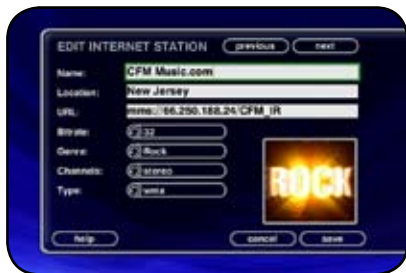 EDIT INTERNET STATION previous next
Name: CFM Music.com
Location: New Jersey
URL: mms://66.250.188.24/CFM_IR
Bitrate: 32
Genre: Rock
Channels: stereo
Type: wma
ROCK
help cancel save